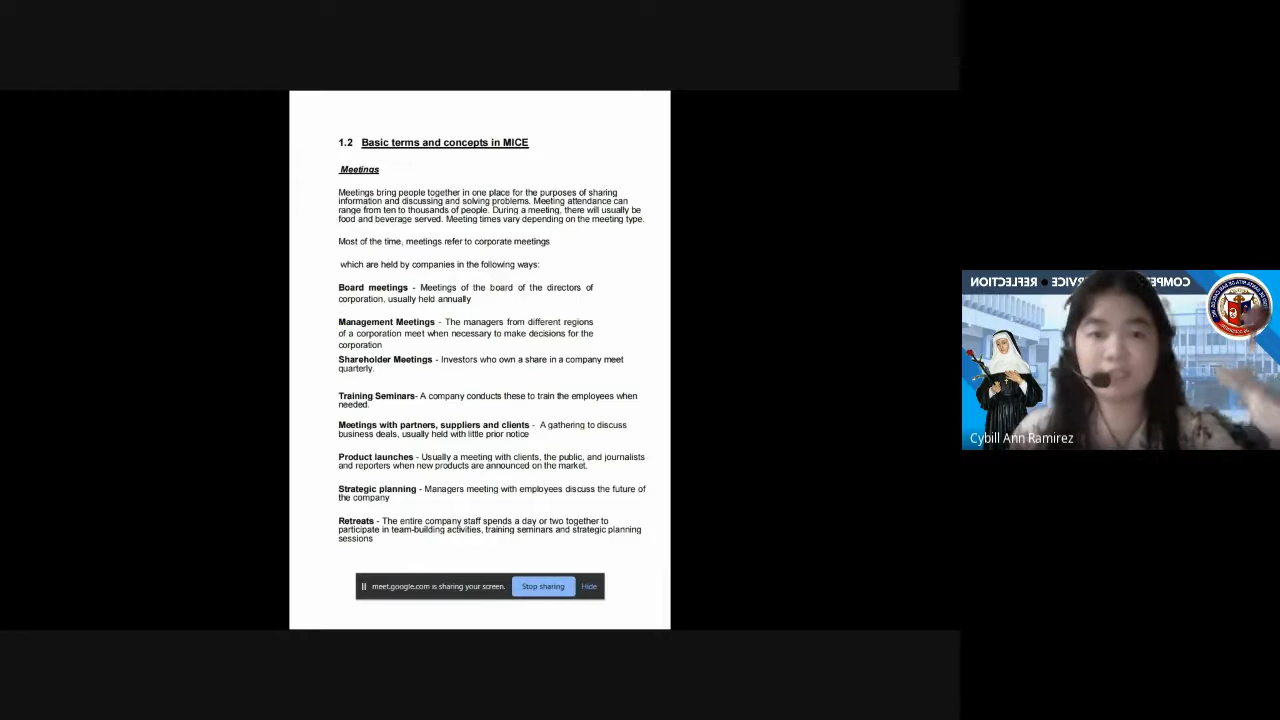 1.2 Basic terms and concepts in MICE
Meetings
Meetings bring people together in one place for the purposes of sharing
information and discussing and solving problems. Meeting attendance can
range from ten to thousands of people. During a meeting, there will usually be
food and beverage served. Meeting times vary depending on the meeting type.
Most of the time, meetings refer to corporate meetings
which are held by companies in the following ways:
Board meetings - Meetings of the board of the directors of
corporation, usually held annually
Management Meetings - The managers from different regions
of a corporation meet when necessary to make decisions for the
corporation
Shareholder Meetings - Investors who own a share in a company meet
quarterly.
Training Seminars- A company conducts these to train the employees when
needed.
Meetings with partners, suppliers and clients - A gathering to discuss
business deals, usually held with little prior notice
Product launches - Usually a meeting with clients, the public, and journalists
and reporters when new products are announced on the market.
Strategic planning - Managers meeting with employees discuss the future of
the company
Retreats - The entire company staff spends a day or two together to
participate in team-building activities, training seminars and strategic planning
sessions
meet.google.com is sharing your screen. Stop sharing Hide
REFLECTION
Cybill Ann Ramirez